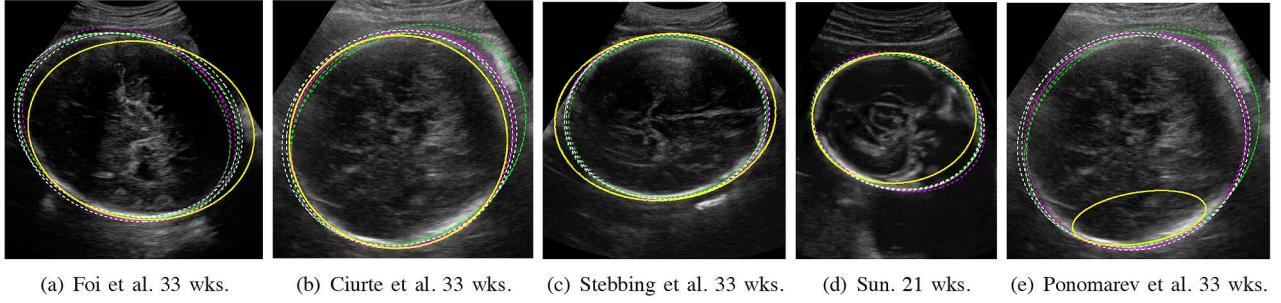 (a) Foi et al. 33 wks.
(b) Ciurte et al. 33 wks.
(c) Stebbing et al. 33 wks.
(d) Sun. 21 wks.
(e) Ponomarev et al. 33 wks.